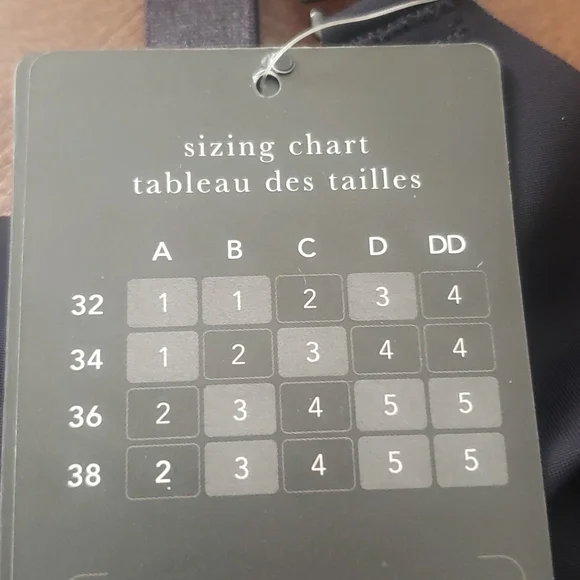 sizing chart
tableau des tailles
A B C D DD
32 1 1 2 3 4
34 1 2 3 4 4
36 2 3 4 5 5
38 2 3 4 5 5